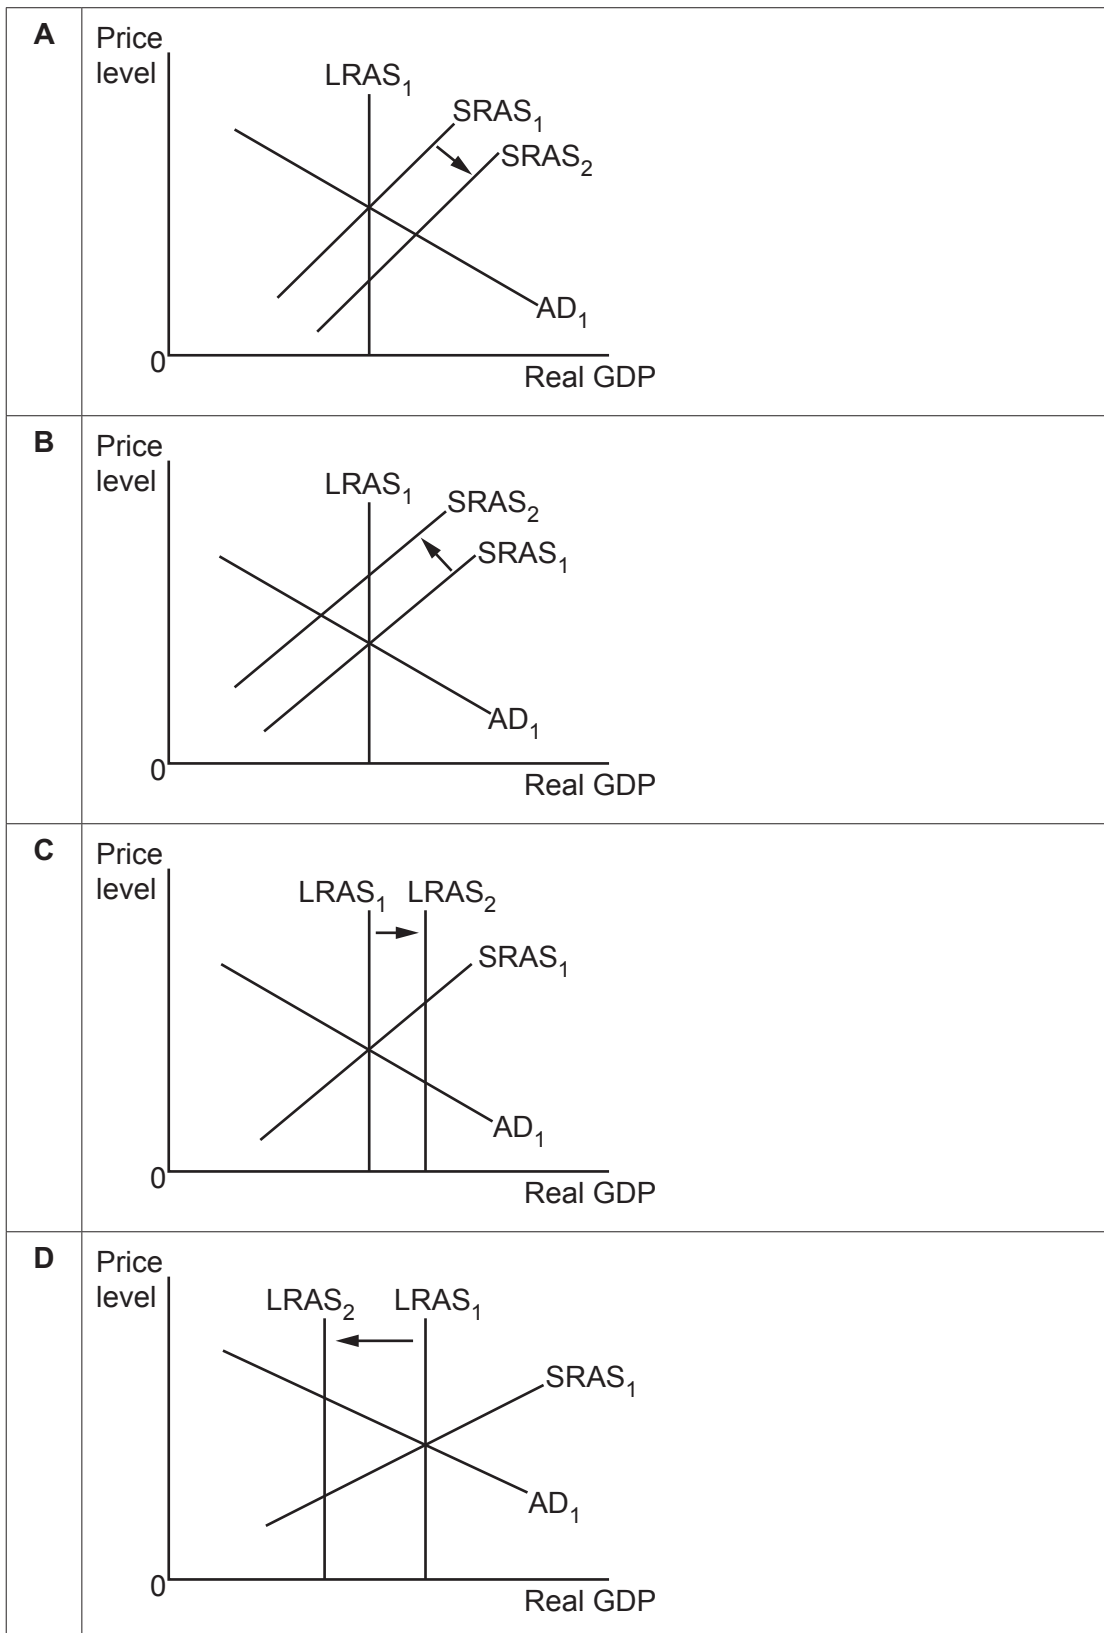 A
Price
level
LRAS₁
SRAS₁
SRAS₂
AD₁
0
Real GDP
B
Price
level
LRAS₁
SRAS₂
SRAS₁
AD₁
0
Real GDP
C
Price
level
LRAS₁ LRAS₂
SRAS₁
AD₁
0
Real GDP
D
Price
level
LRAS₂ LRAS₁
SRAS₁
AD₁
0
Real GDP